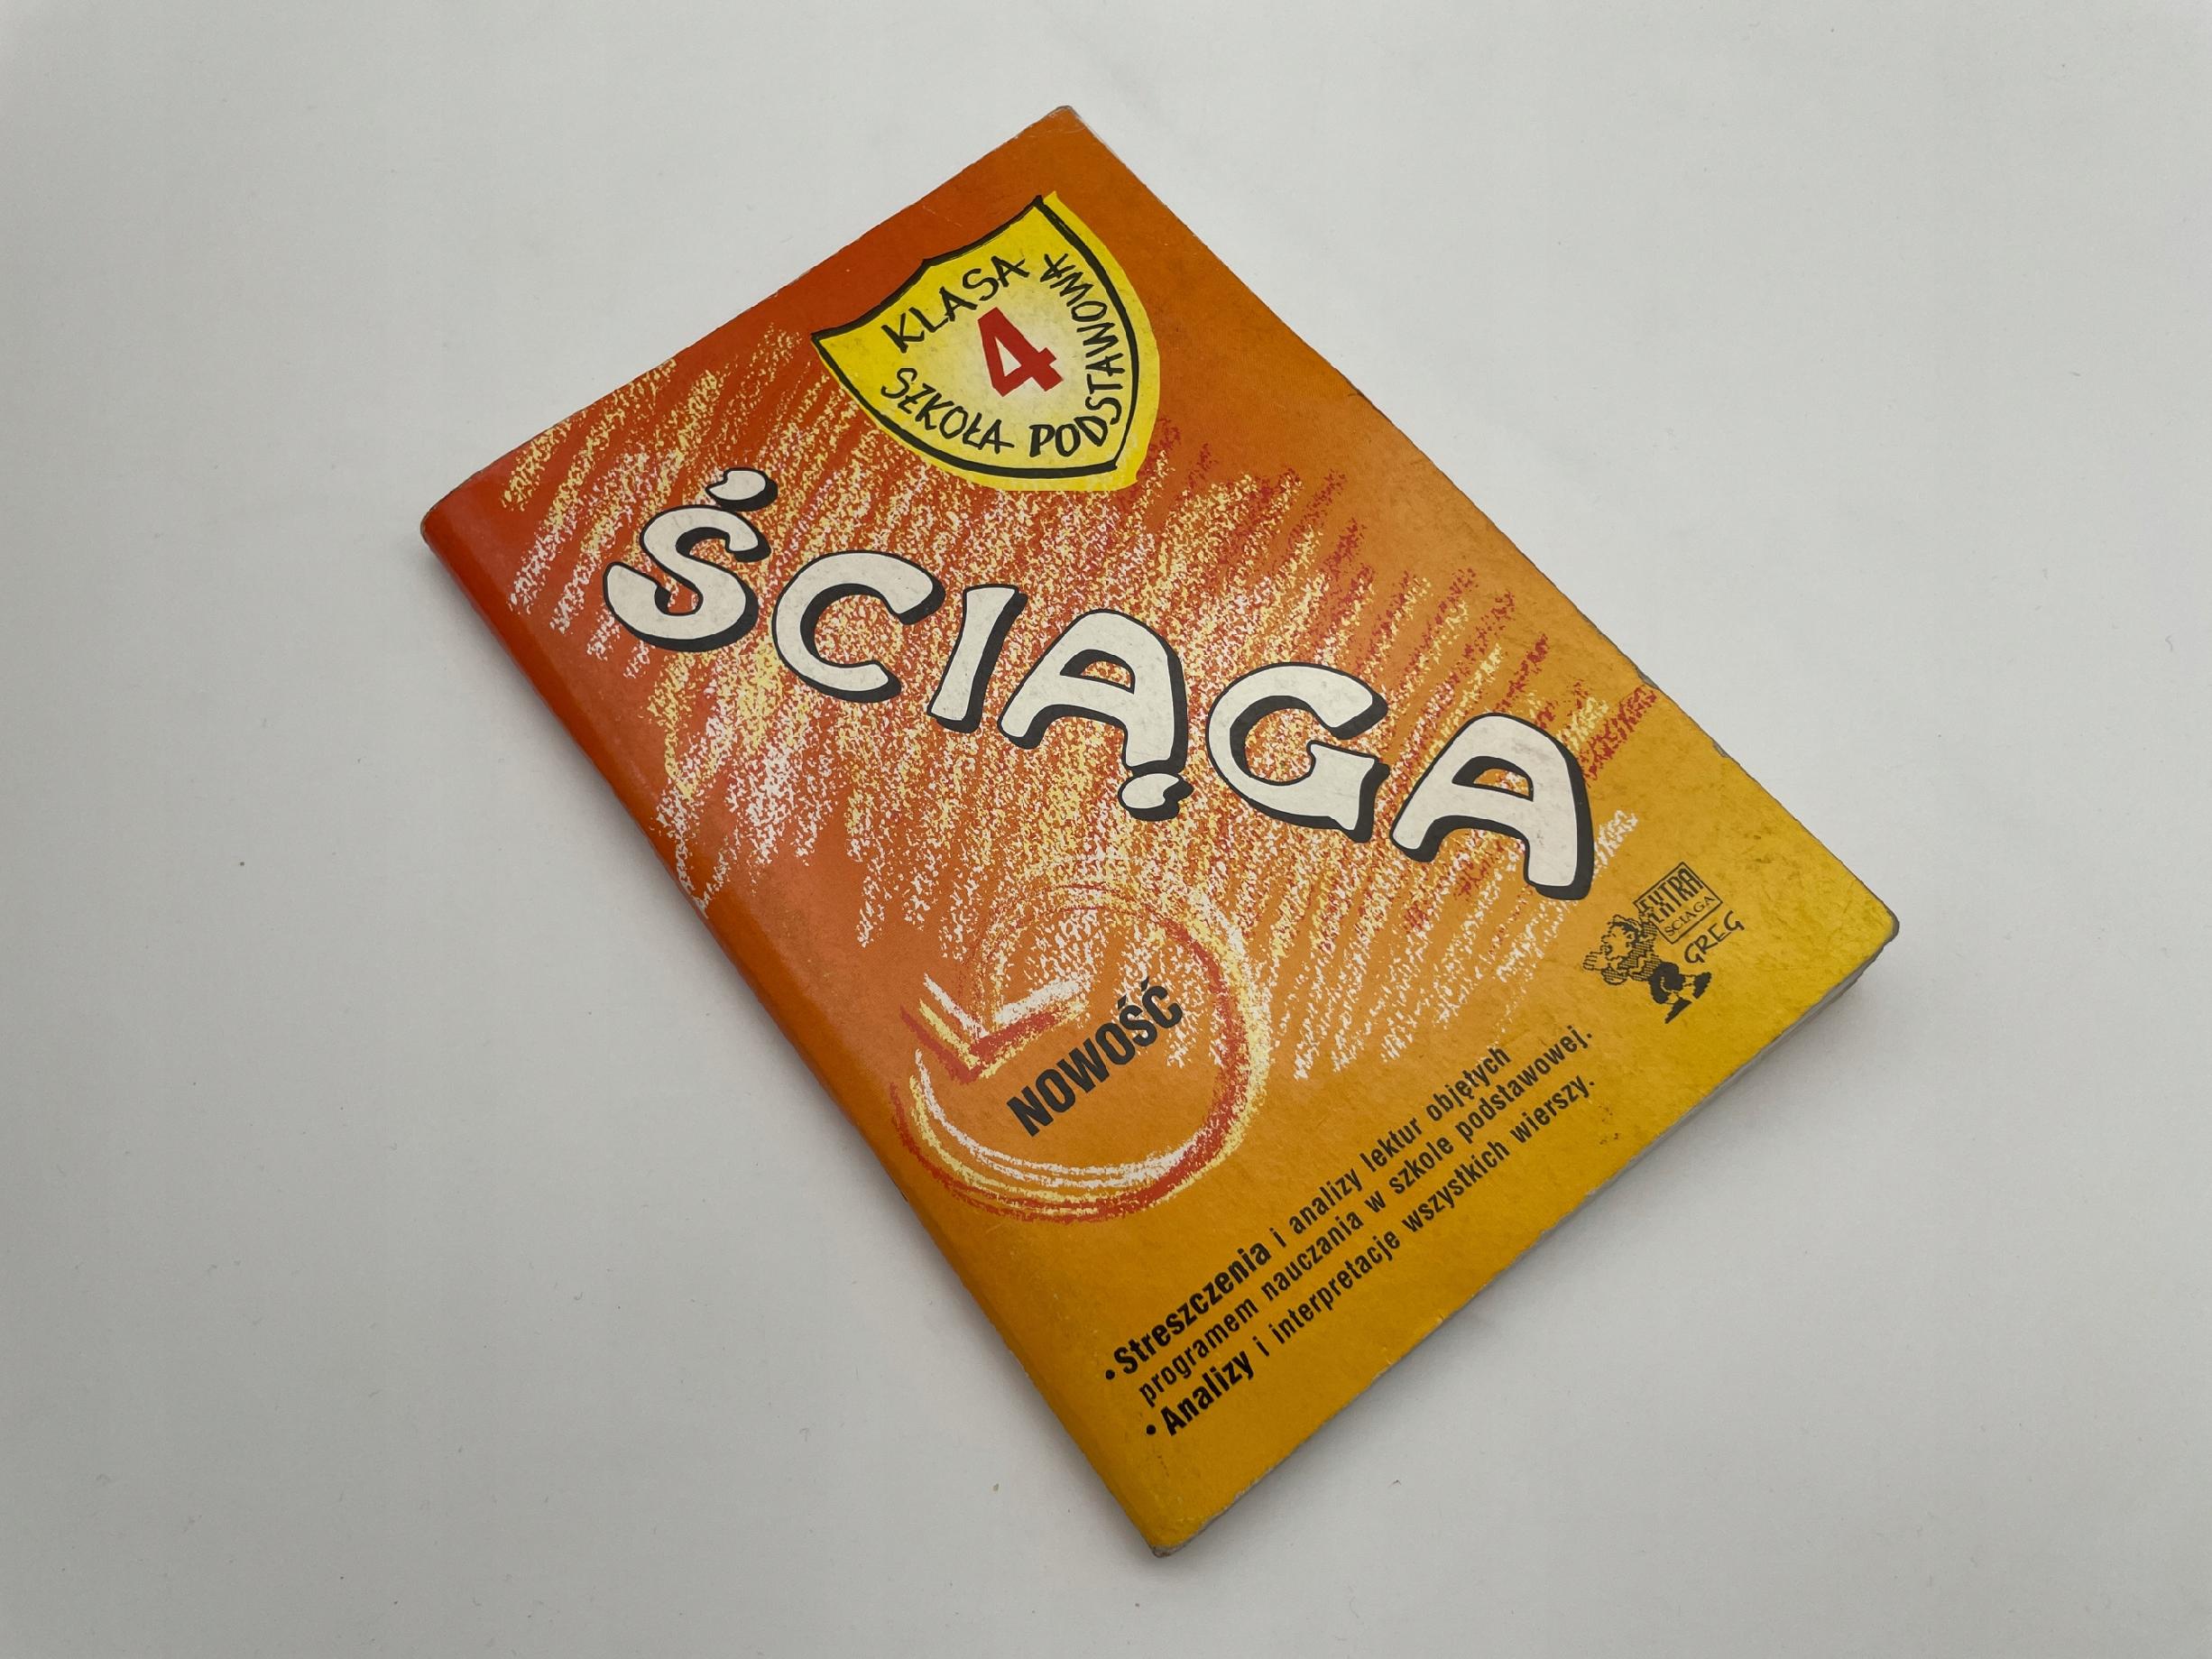 KLASA
4
SZKOŁA PODSTAWOWA
ŚCIĄGA
EXTRA
ŚCIĄGA
GREG
NOWOŚĆ
• Streszczenia i analizy lektur objętych
programem nauczania w szkole podstawowej.
• Analizy i interpretacje wszystkich wierszy.